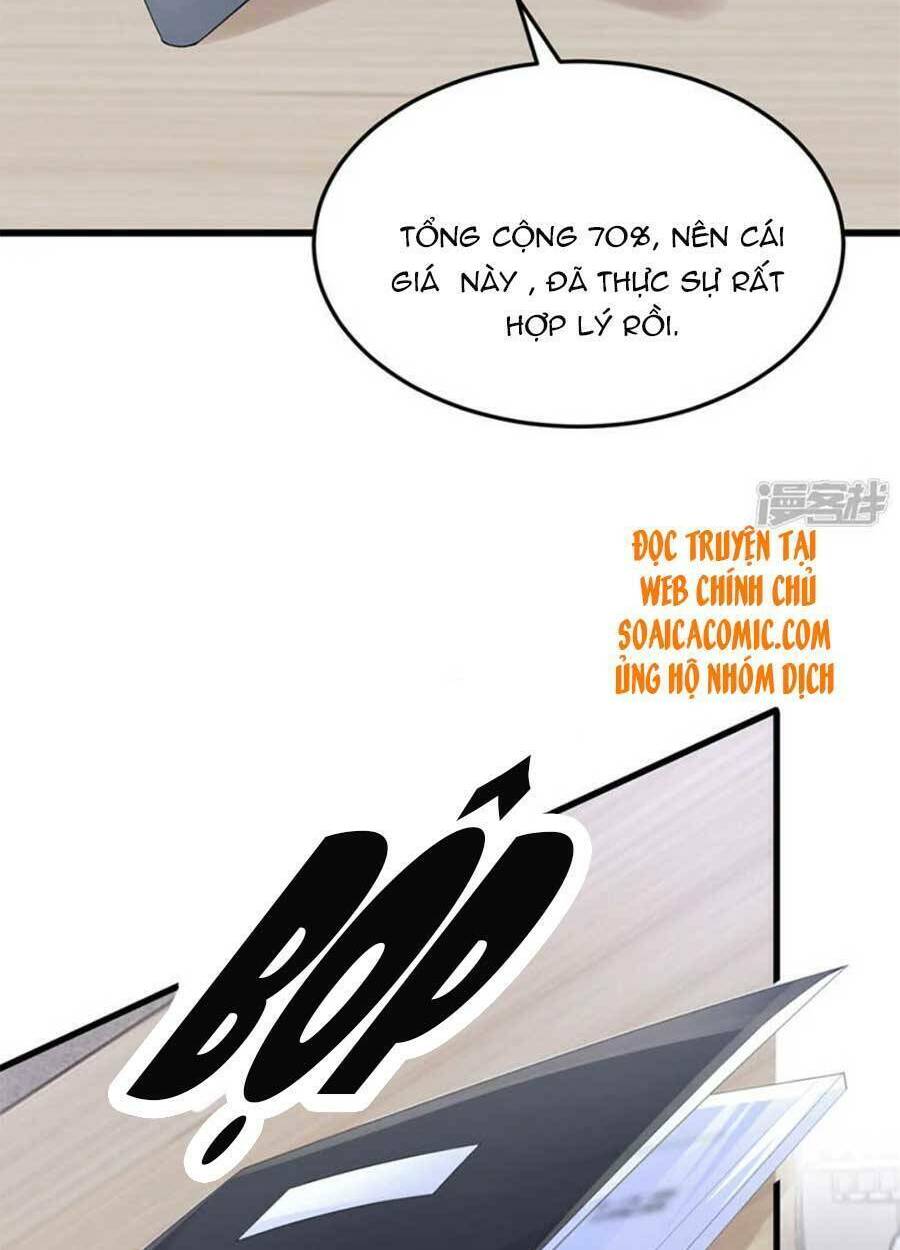 TỔNG CỘNG 70%, NÊN CÁI
GIÁ NÀY , ĐÃ THỰC SỰ RẤT
HỢP LÝ RỒI.
漫客栈
ĐỌC TRUYỆN TẠI
WEB CHÍNH CHỦ
SOAICACOMIC.COM
ỦNG HỘ NHÓM DỊCH
BỘP